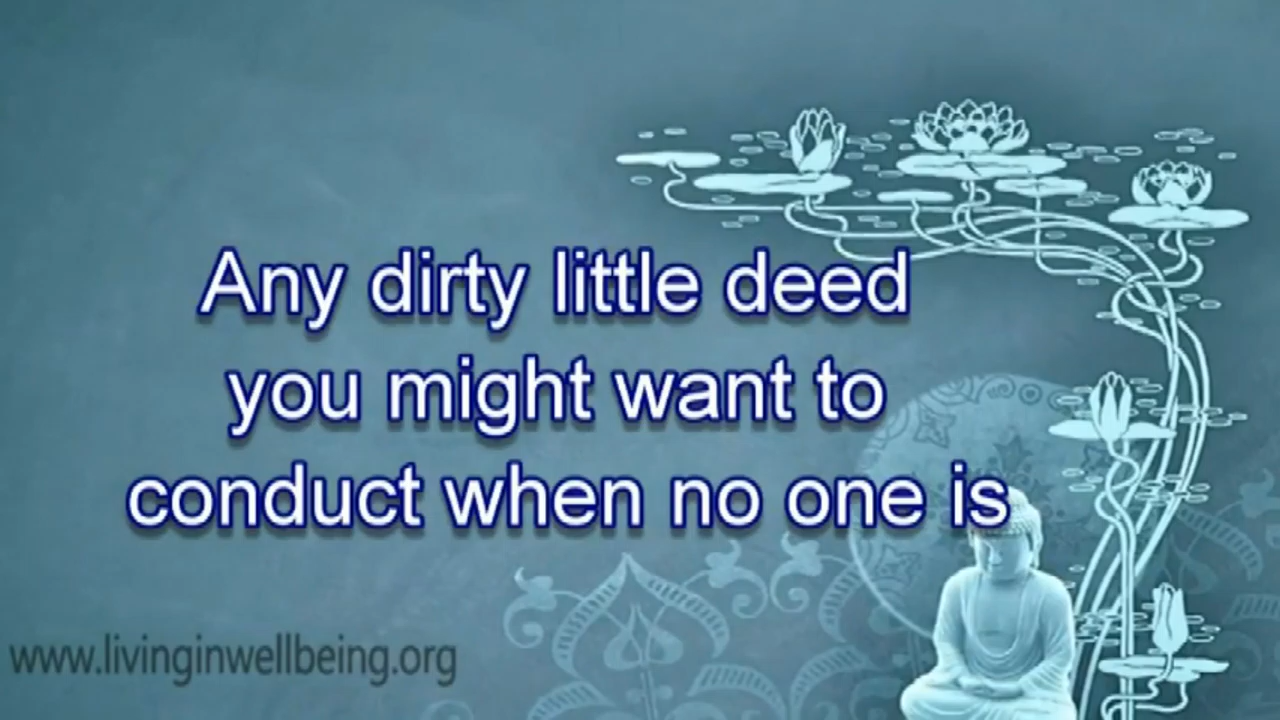 Any dirty little deed
you might want to
conduct when no one is
www.livinginwellbeing.org